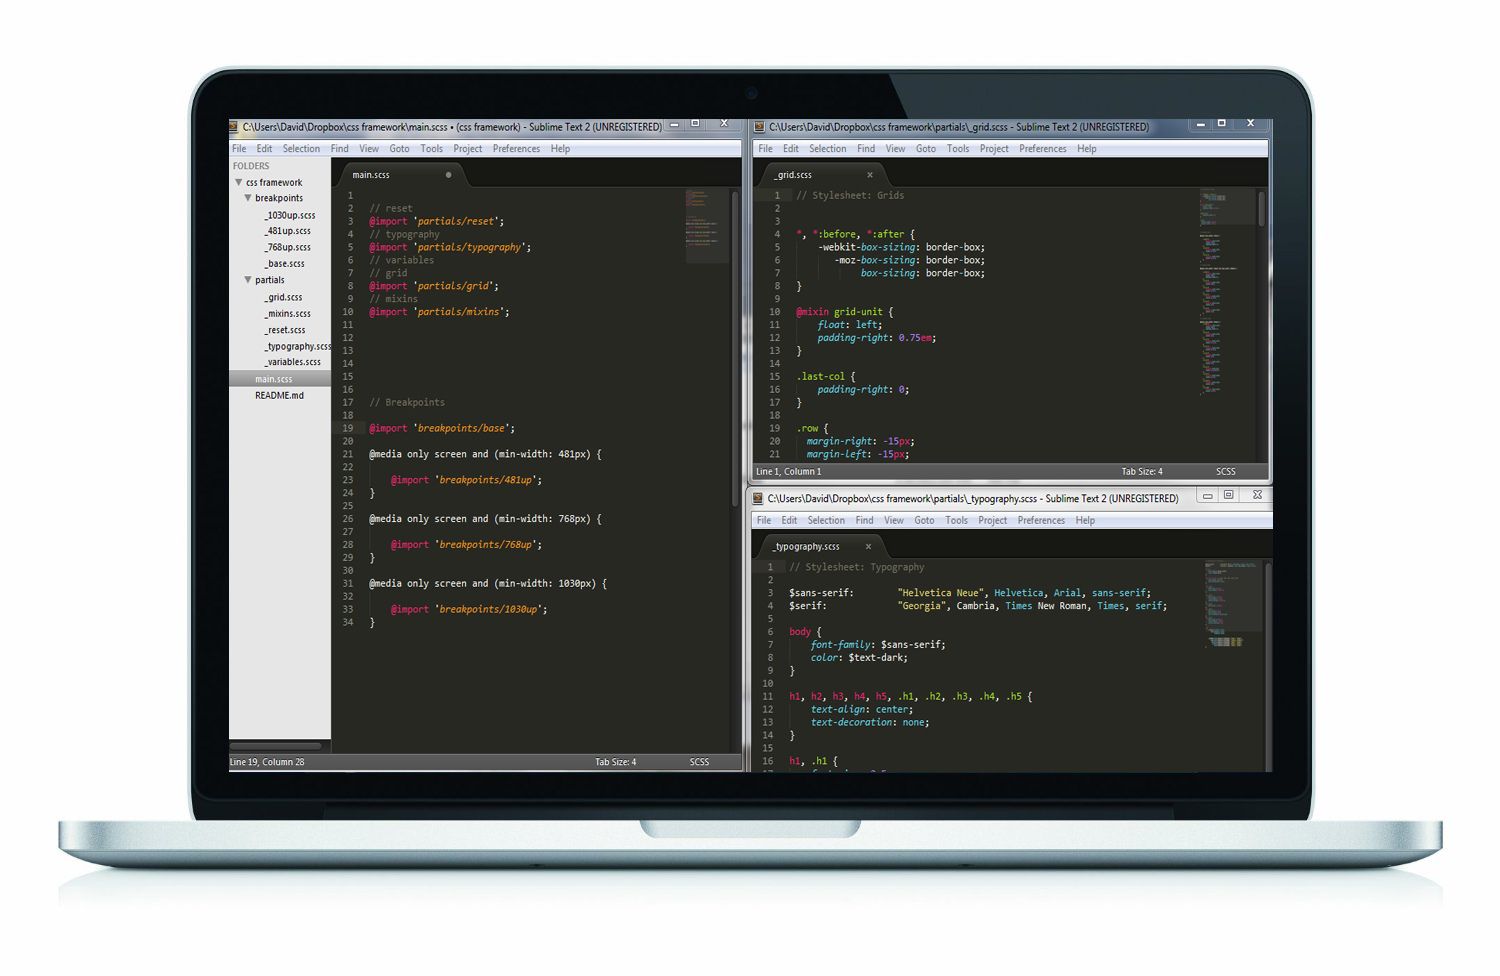 C:\Users\David\Dropbox\css framework\main.scss • (css framework) - Sublime Text 2 (UNREGISTERED)
File Edit Selection Find View Goto Tools Project Preferences Help
FOLDERS
css framework
breakpoints
_1030up.scss
_481up.scss
_768up.scss
_base.scss
partials
_grid.scss
_mixins.scss
_reset.scss
_typography.scss
_variables.scss
main.scss
README.md
main.scss
1
2 // reset
3 @import 'partials/reset';
4 // typography
5 @import 'partials/typography';
6 // variables
7 // grid
8 @import 'partials/grid';
9 // mixins
10 @import 'partials/mixins';
11
12
13
14
15
16
17 // Breakpoints
18
19 @import 'breakpoints/base';
20
21 @media only screen and (min-width: 481px) {
22
23 @import 'breakpoints/481up';
24 }
25
26 @media only screen and (min-width: 768px) {
27
28 @import 'breakpoints/768up';
29 }
30
31 @media only screen and (min-width: 1030px) {
32
33 @import 'breakpoints/1030up';
34 }
Line 19, Column 28 Tab Size: 4 SCSS
C:\Users\David\Dropbox\css framework\partials\_grid.scss - Sublime Text 2 (UNREGISTERED)
File Edit Selection Find View Goto Tools Project Preferences Help
_grid.scss
1 // Stylesheet: Grids
2
3
4 *, *:before, *:after {
5 -webkit-box-sizing: border-box;
6 -moz-box-sizing: border-box;
7 box-sizing: border-box;
8 }
9
10 @mixin grid-unit {
11 float: left;
12 padding-right: 0.75em;
13 }
14
15 .last-col {
16 padding-right: 0;
17 }
18
19 .row {
20 margin-right: -15px;
21 margin-left: -15px;
Line 1, Column 1 Tab Size: 4 SCSS
C:\Users\David\Dropbox\css framework\partials\_typography.scss - Sublime Text 2 (UNREGISTERED)
File Edit Selection Find View Goto Tools Project Preferences Help
_typography.scss
1 // Stylesheet: Typography
2
3 $sans-serif: "Helvetica Neue", Helvetica, Arial, sans-serif;
4 $serif: "Georgia", Cambria, Times New Roman, Times, serif;
5
6 body {
7 font-family: $sans-serif;
8 color: $text-dark;
9 }
10
11 h1, h2, h3, h4, h5, .h1, .h2, .h3, .h4, .h5 {
12 text-align: center;
13 text-decoration: none;
14 }
15
16 h1, .h1 {